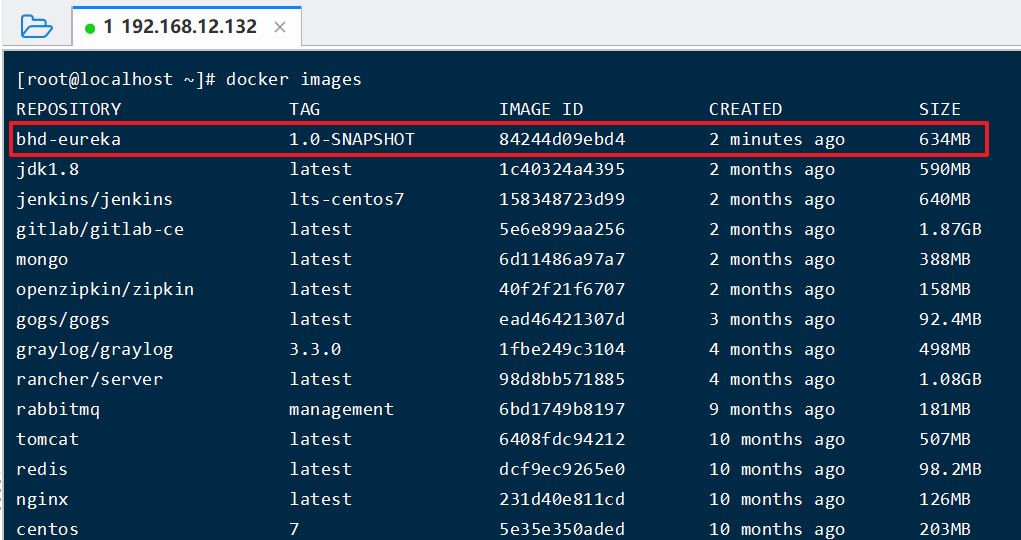 1 192.168.12.132 ×
[root@localhost ~]# docker images
REPOSITORY TAG IMAGE ID CREATED SIZE
bhd-eureka 1.0-SNAPSHOT 84244d09ebd4 2 minutes ago 634MB
jdk1.8 latest 1c40324a4395 2 months ago 590MB
jenkins/jenkins lts-centos7 158348723d99 2 months ago 640MB
gitlab/gitlab-ce latest 5e6e899aa256 2 months ago 1.87GB
mongo latest 6d11486a97a7 2 months ago 388MB
openzipkin/zipkin latest 40f2f21f6707 2 months ago 158MB
gogs/gogs latest ead46421307d 3 months ago 92.4MB
graylog/graylog 3.3.0 1fbe249c3104 4 months ago 498MB
rancher/server latest 98d8bb571885 4 months ago 1.08GB
rabbitmq management 6bd1749b8197 9 months ago 181MB
tomcat latest 6408fdc94212 10 months ago 507MB
redis latest dcf9ec9265e0 10 months ago 98.2MB
nginx latest 231d40e811cd 10 months ago 126MB
centos 7 5e35e350aded 10 months ago 203MB